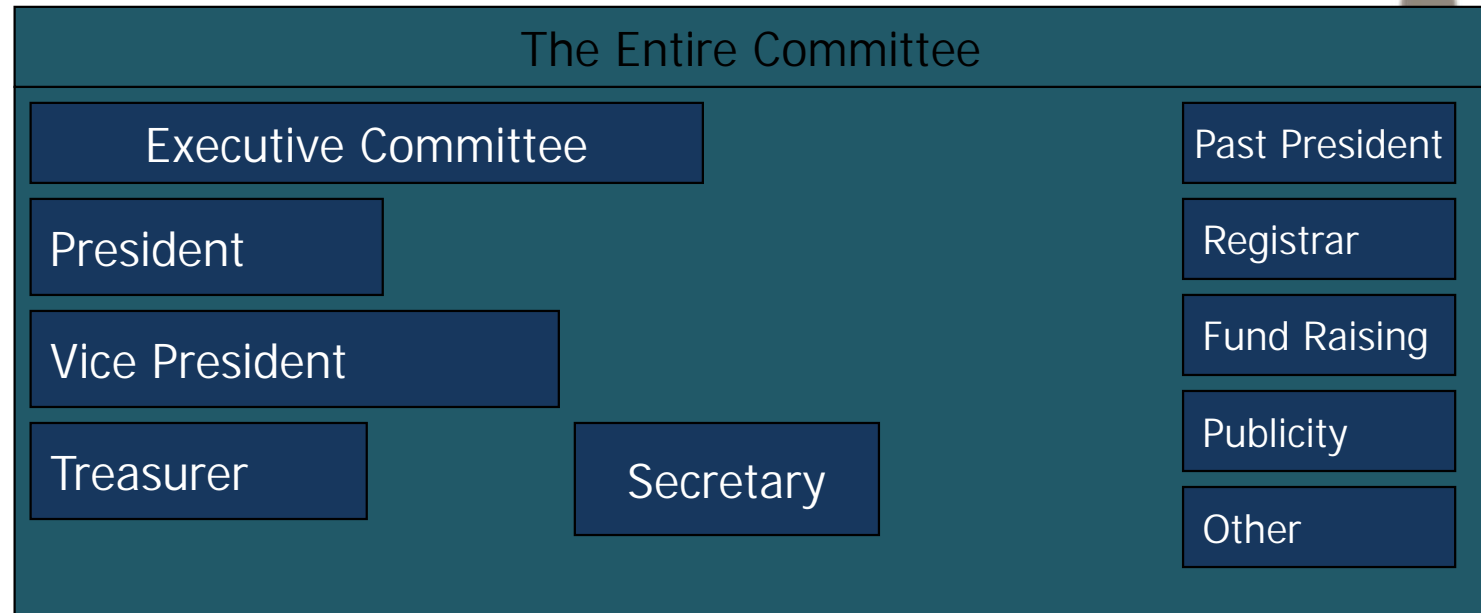 The Entire Committee
Executive Committee
President
Vice President
Treasurer
Secretary
Past President
Registrar
Fund Raising
Publicity
Other